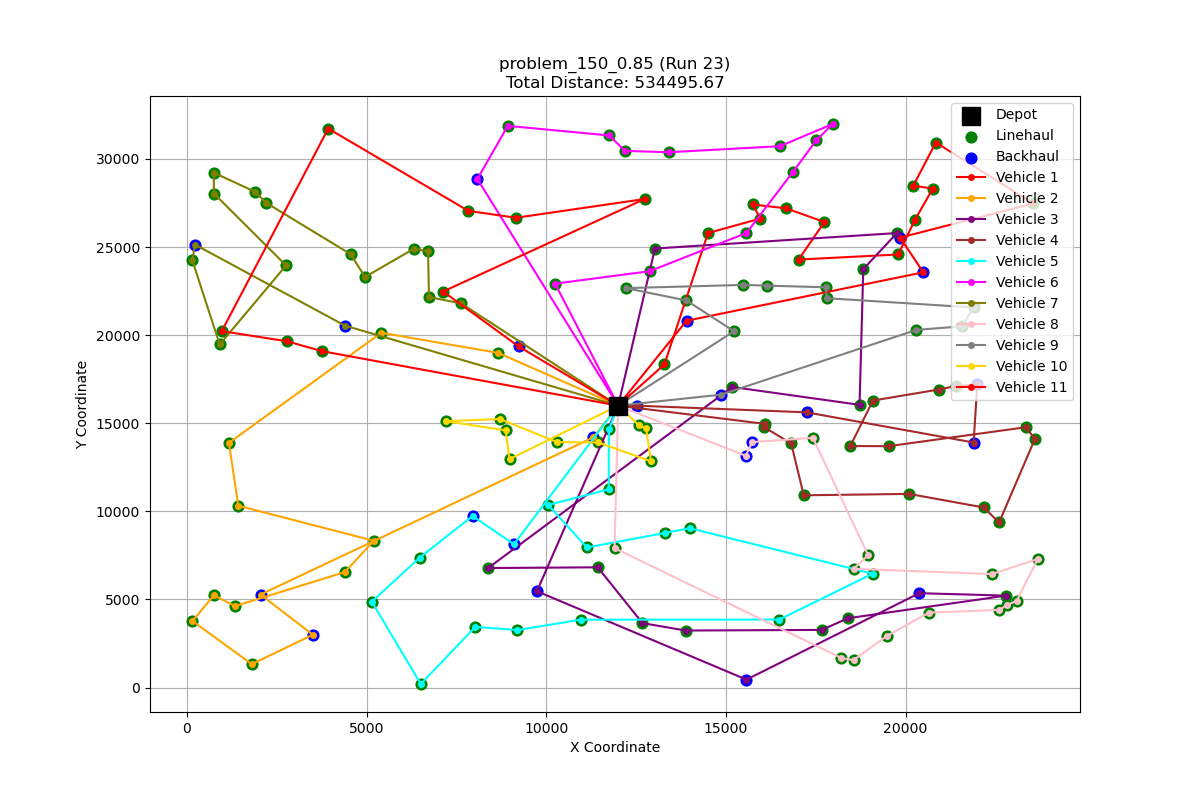 problem_150_0.85 (Run 23)
Total Distance: 534495.67
Y Coordinate
30000
25000
20000
15000
10000
5000
0
0
5000
10000
15000
20000
X Coordinate
Depot
Linehaul
Backhaul
Vehicle 1
Vehicle 2
Vehicle 3
Vehicle 4
Vehicle 5
Vehicle 6
Vehicle 7
Vehicle 8
Vehicle 9
Vehicle 10
Vehicle 11